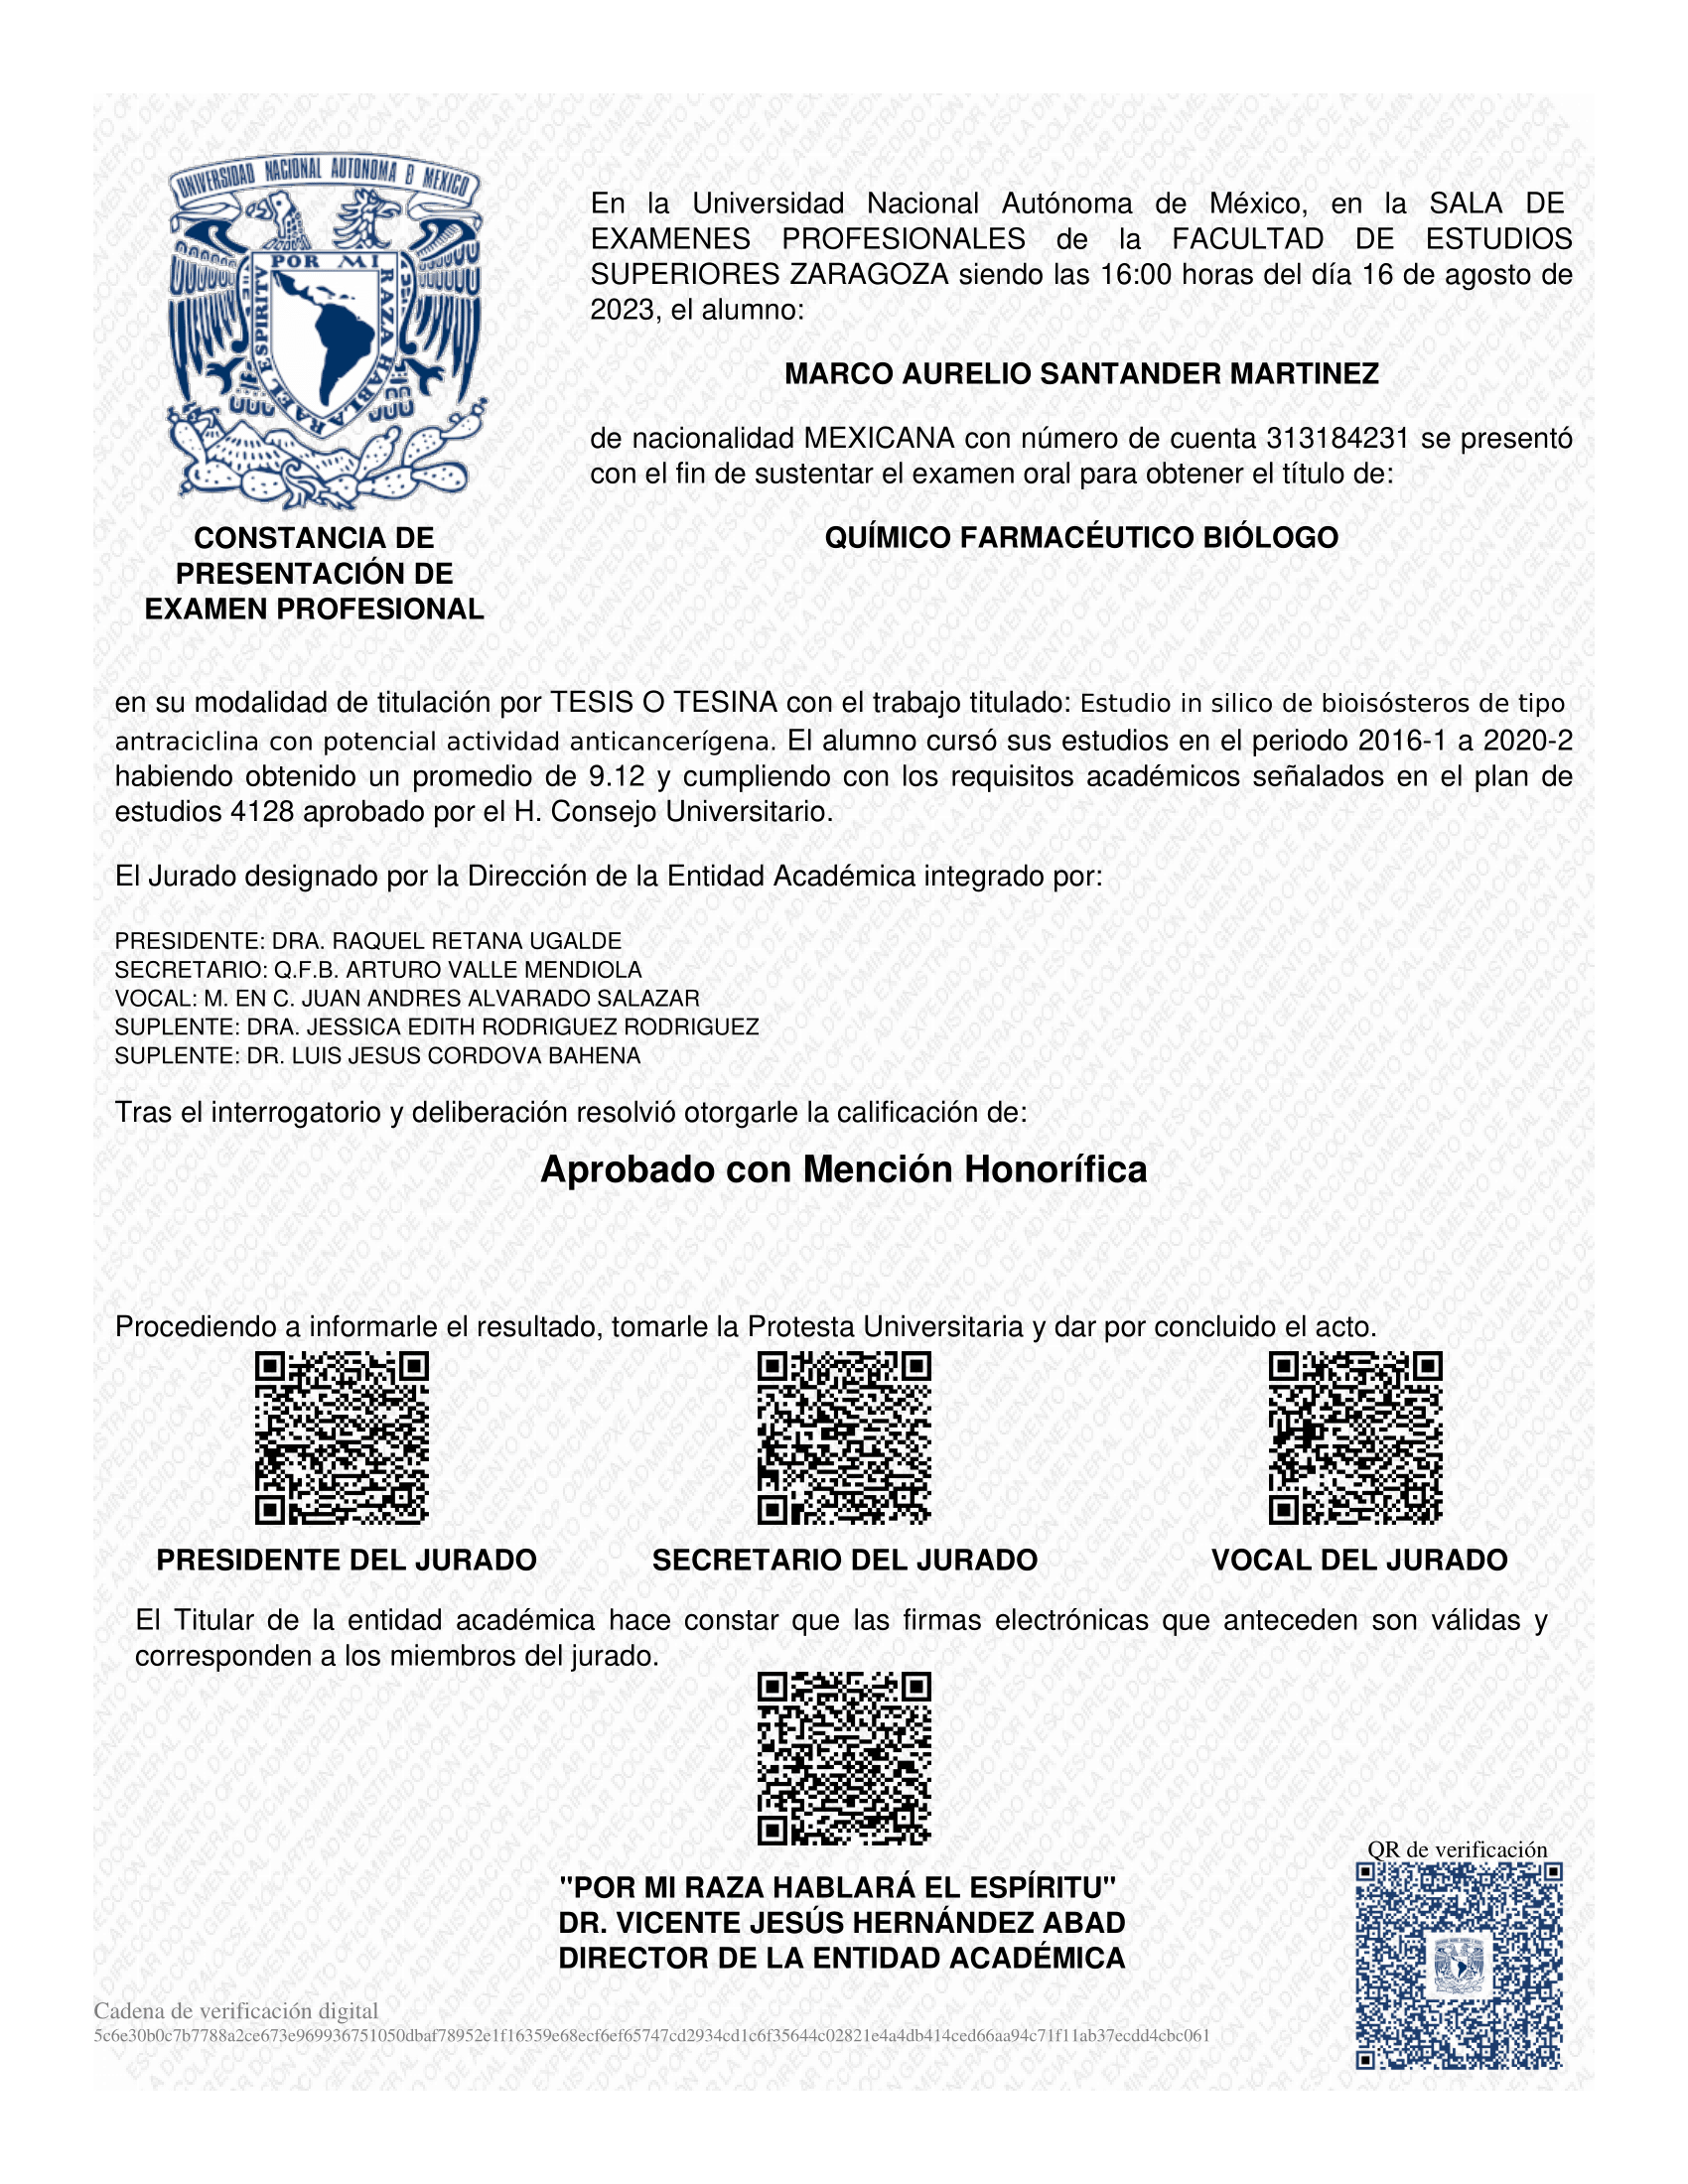 UNIVERSIDAD NACIONAL AUTONOMA D MEXICO
POR MI RAZA HABLARA EL ESPIRITV
CONSTANCIA DE
PRESENTACIÓN DE
EXAMEN PROFESIONAL
En la Universidad Nacional Autónoma de México, en la SALA DE
EXAMENES PROFESIONALES de la FACULTAD DE ESTUDIOS
SUPERIORES ZARAGOZA siendo las 16:00 horas del día 16 de agosto de
2023, el alumno:
MARCO AURELIO SANTANDER MARTINEZ
de nacionalidad MEXICANA con número de cuenta 313184231 se presentó
con el fin de sustentar el examen oral para obtener el título de:
QUÍMICO FARMACÉUTICO BIÓLOGO
en su modalidad de titulación por TESIS O TESINA con el trabajo titulado: Estudio in silico de bioisósteros de tipo
antraciclina con potencial actividad anticancerígena. El alumno cursó sus estudios en el periodo 2016-1 a 2020-2
habiendo obtenido un promedio de 9.12 y cumpliendo con los requisitos académicos señalados en el plan de
estudios 4128 aprobado por el H. Consejo Universitario.
El Jurado designado por la Dirección de la Entidad Académica integrado por:
PRESIDENTE: DRA. RAQUEL RETANA UGALDE
SECRETARIO: Q.F.B. ARTURO VALLE MENDIOLA
VOCAL: M. EN C. JUAN ANDRES ALVARADO SALAZAR
SUPLENTE: DRA. JESSICA EDITH RODRIGUEZ RODRIGUEZ
SUPLENTE: DR. LUIS JESUS CORDOVA BAHENA
Tras el interrogatorio y deliberación resolvió otorgarle la calificación de:
Aprobado con Mención Honorífica
Procediendo a informarle el resultado, tomarle la Protesta Universitaria y dar por concluido el acto.
PRESIDENTE DEL JURADO
SECRETARIO DEL JURADO
VOCAL DEL JURADO
El Titular de la entidad académica hace constar que las firmas electrónicas que anteceden son válidas y
corresponden a los miembros del jurado.
"POR MI RAZA HABLARÁ EL ESPÍRITU"
DR. VICENTE JESÚS HERNÁNDEZ ABAD
DIRECTOR DE LA ENTIDAD ACADÉMICA
QR de verificación
Cadena de verificación digital
5c6e30b0c7b7788a2ce673e969936751050dbaf78952e1f16359e68ecf6ef65747cd2934cd1c6f35644c02821e4a4db414ced66aa94c71f11ab37ecdd4cbc061